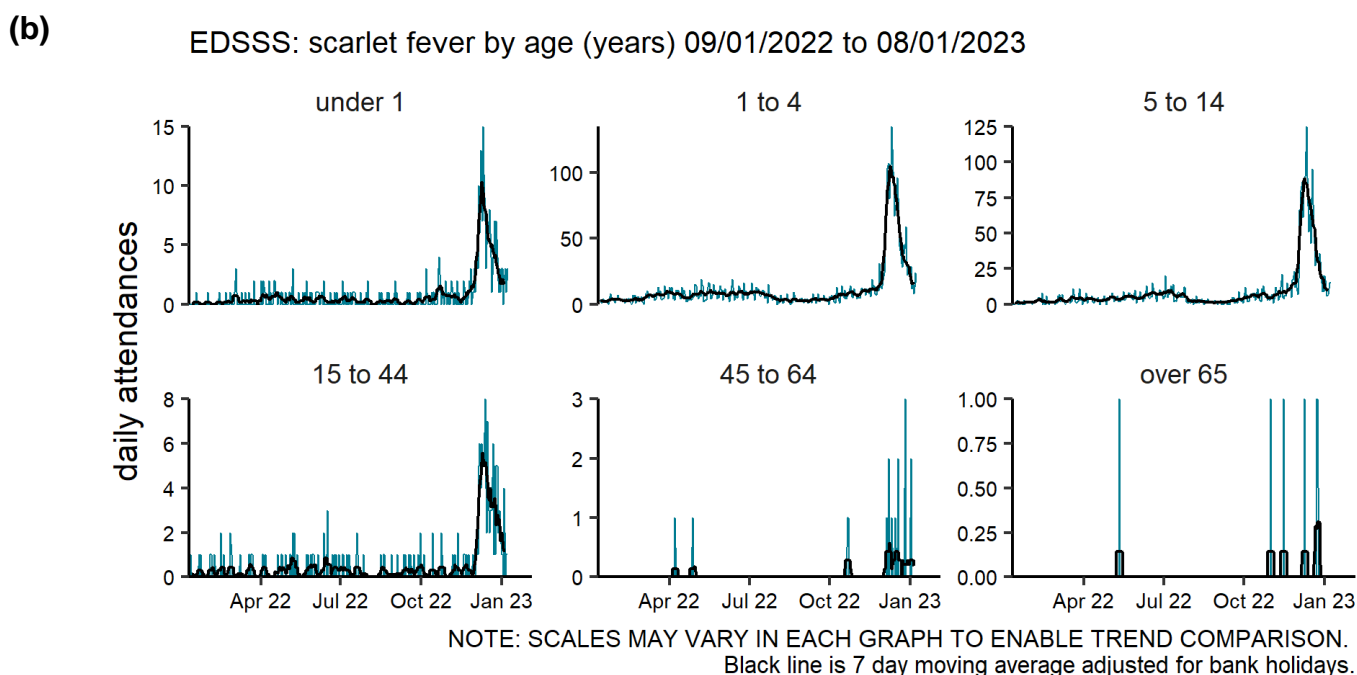 (b)
EDSSS: scarlet fever by age (years) 09/01/2022 to 08/01/2023
daily attendances
under 1
15
10
5
0
1 to 4
100
50
0
5 to 14
125
100
75
50
25
0
15 to 44
8
6
4
2
0
Apr 22 Jul 22 Oct 22 Jan 23
45 to 64
3
2
1
0
Apr 22 Jul 22 Oct 22 Jan 23
over 65
1.00
0.75
0.50
0.25
0.00
Apr 22 Jul 22 Oct 22 Jan 23
NOTE: SCALES MAY VARY IN EACH GRAPH TO ENABLE TREND COMPARISON.
Black line is 7 day moving average adjusted for bank holidays.